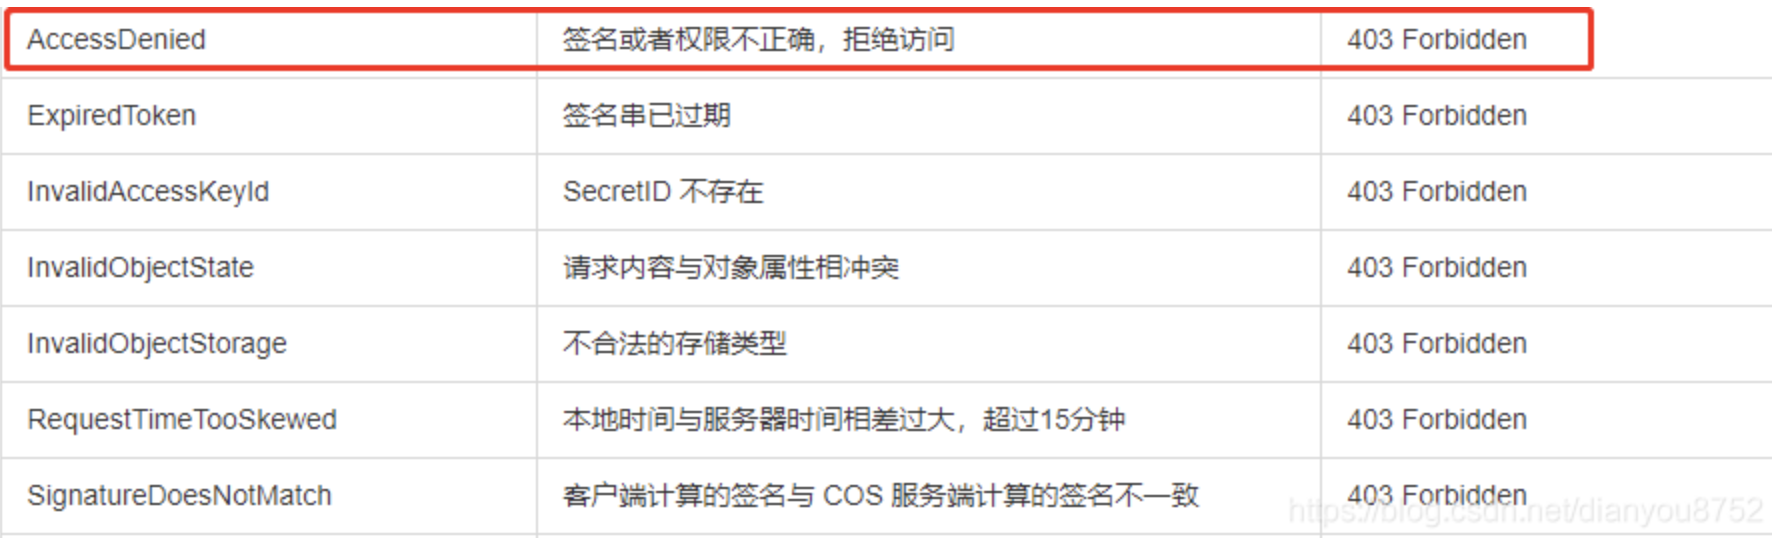 AccessDenied 签名或者权限不正确，拒绝访问 403 Forbidden
ExpiredToken 签名串已过期 403 Forbidden
InvalidAccessKeyId SecretID 不存在 403 Forbidden
InvalidObjectState 请求内容与对象属性相冲突 403 Forbidden
InvalidObjectStorage 不合法的存储类型 403 Forbidden
RequestTimeTooSkewed 本地时间与服务器时间相差过大，超过15分钟 403 Forbidden
SignatureDoesNotMatch 客户端计算的签名与 COS 服务端计算的签名不一致 403 Forbidden
https://blog.csdn.net/dianyou8752